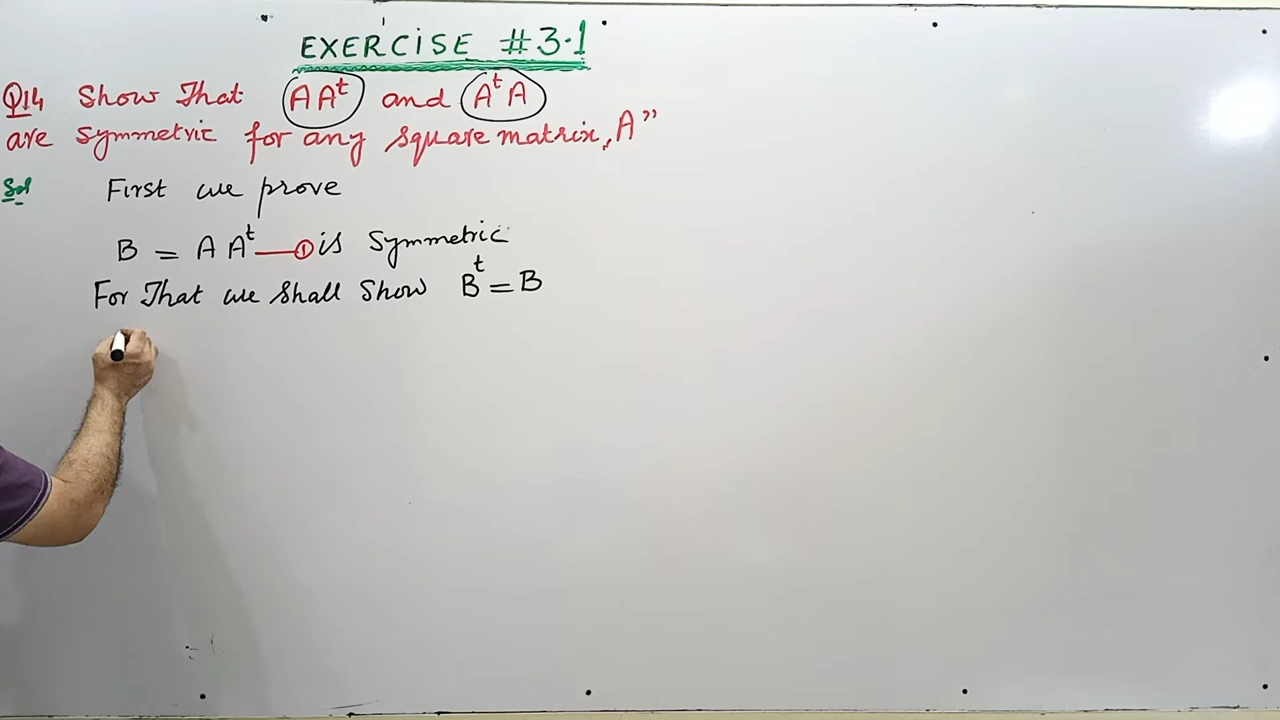 EXERCISE #3.1
Q14 Show That AAᵗ and AᵗA
are Symmetric for any square matrix „A”
Sol First we prove
B = AAᵗ —① is Symmetric
For That we Shall Show Bᵗ = B